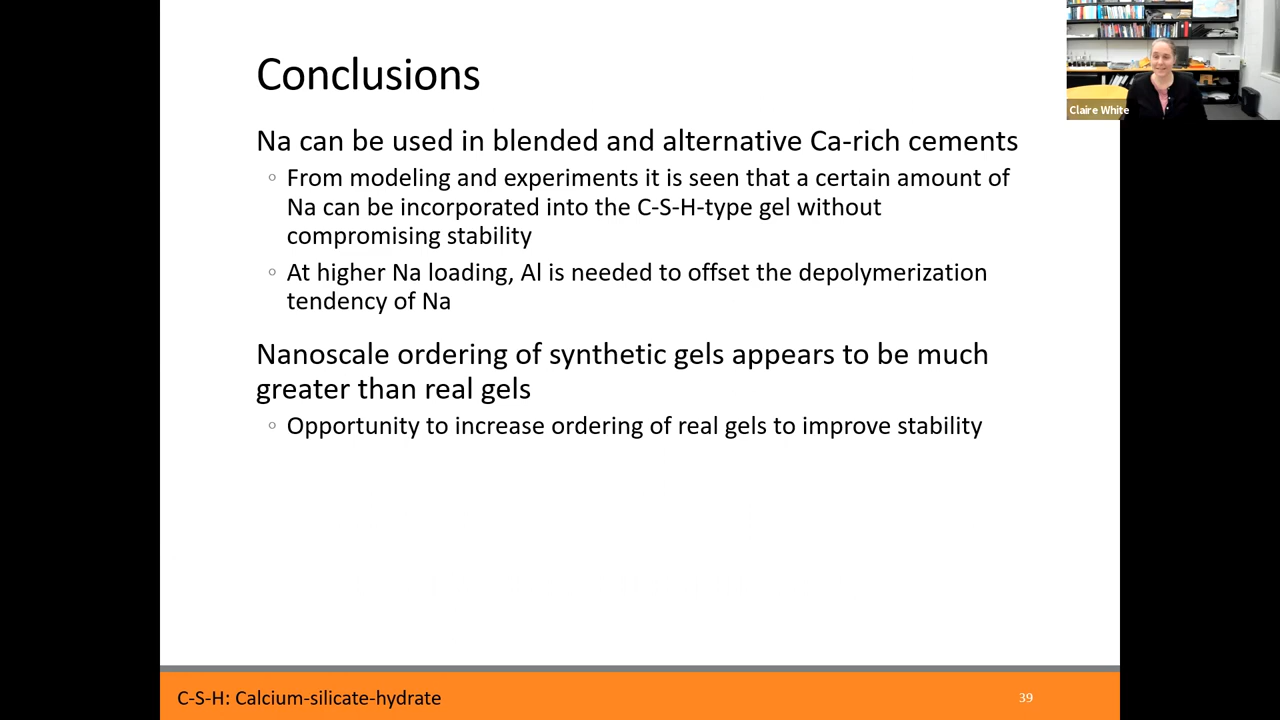 Conclusions
Na can be used in blended and alternative Ca-rich cements
◦ From modeling and experiments it is seen that a certain amount of
Na can be incorporated into the C-S-H-type gel without
compromising stability
◦ At higher Na loading, Al is needed to offset the depolymerization
tendency of Na
Nanoscale ordering of synthetic gels appears to be much
greater than real gels
◦ Opportunity to increase ordering of real gels to improve stability
C-S-H: Calcium-silicate-hydrate
39
Claire White